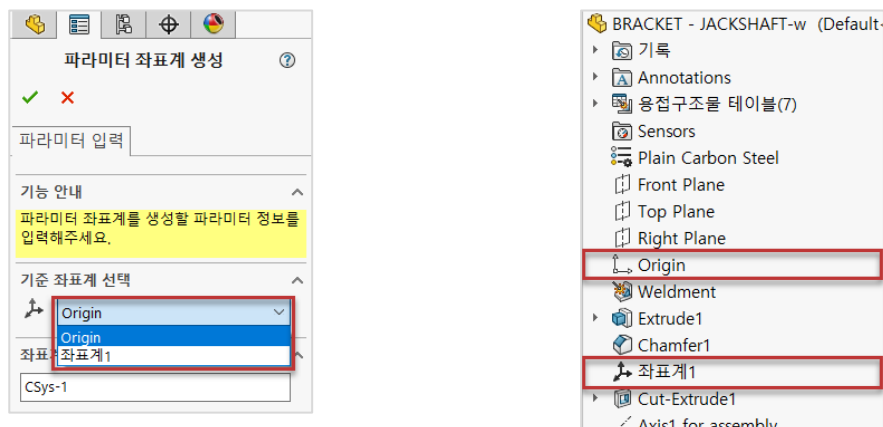 파라미터 좌표계 생성
파라미터 입력
기능 안내
파라미터 좌표계를 생성할 파라미터 정보를
입력해주세요.
기준 좌표계 선택
Origin
Origin
좌표계1
CSys-1
BRACKET - JACKSHAFT-w (Default<
기록
Annotations
용접구조물 테이블(7)
Sensors
Plain Carbon Steel
Front Plane
Top Plane
Right Plane
Origin
Weldment
Extrude1
Chamfer1
좌표계1
Cut-Extrude1
Axis1 for assembly